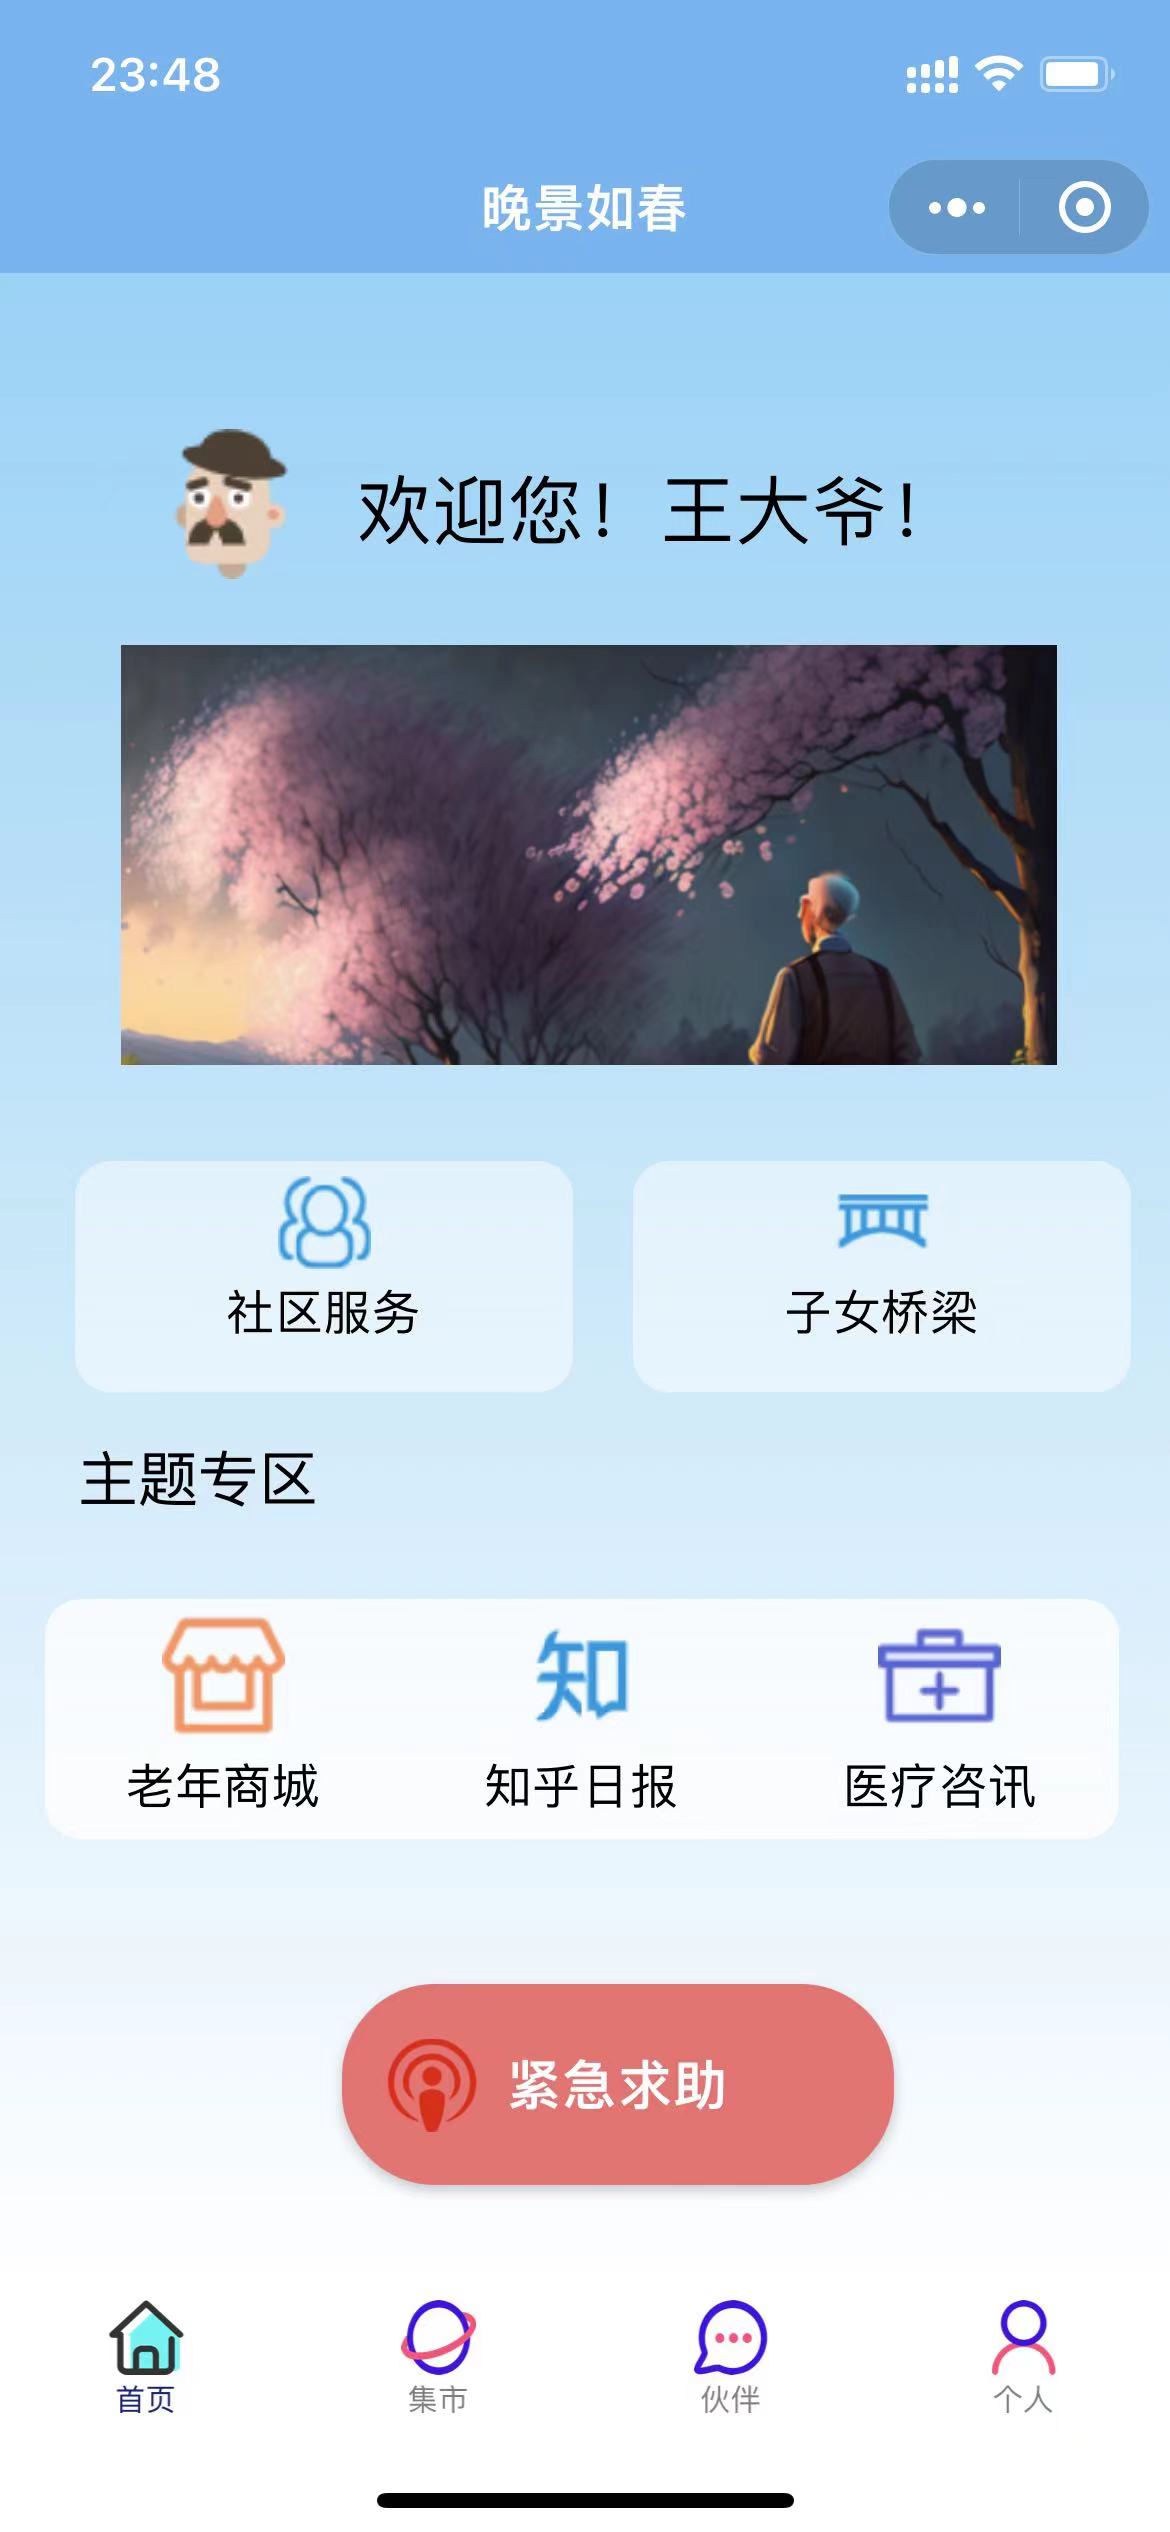 23:48
晚景如春
欢迎您！王大爷！
社区服务
子女桥梁
主题专区
知
老年商城
知乎日报
医疗咨讯
紧急求助
首页
集市
伙伴
个人